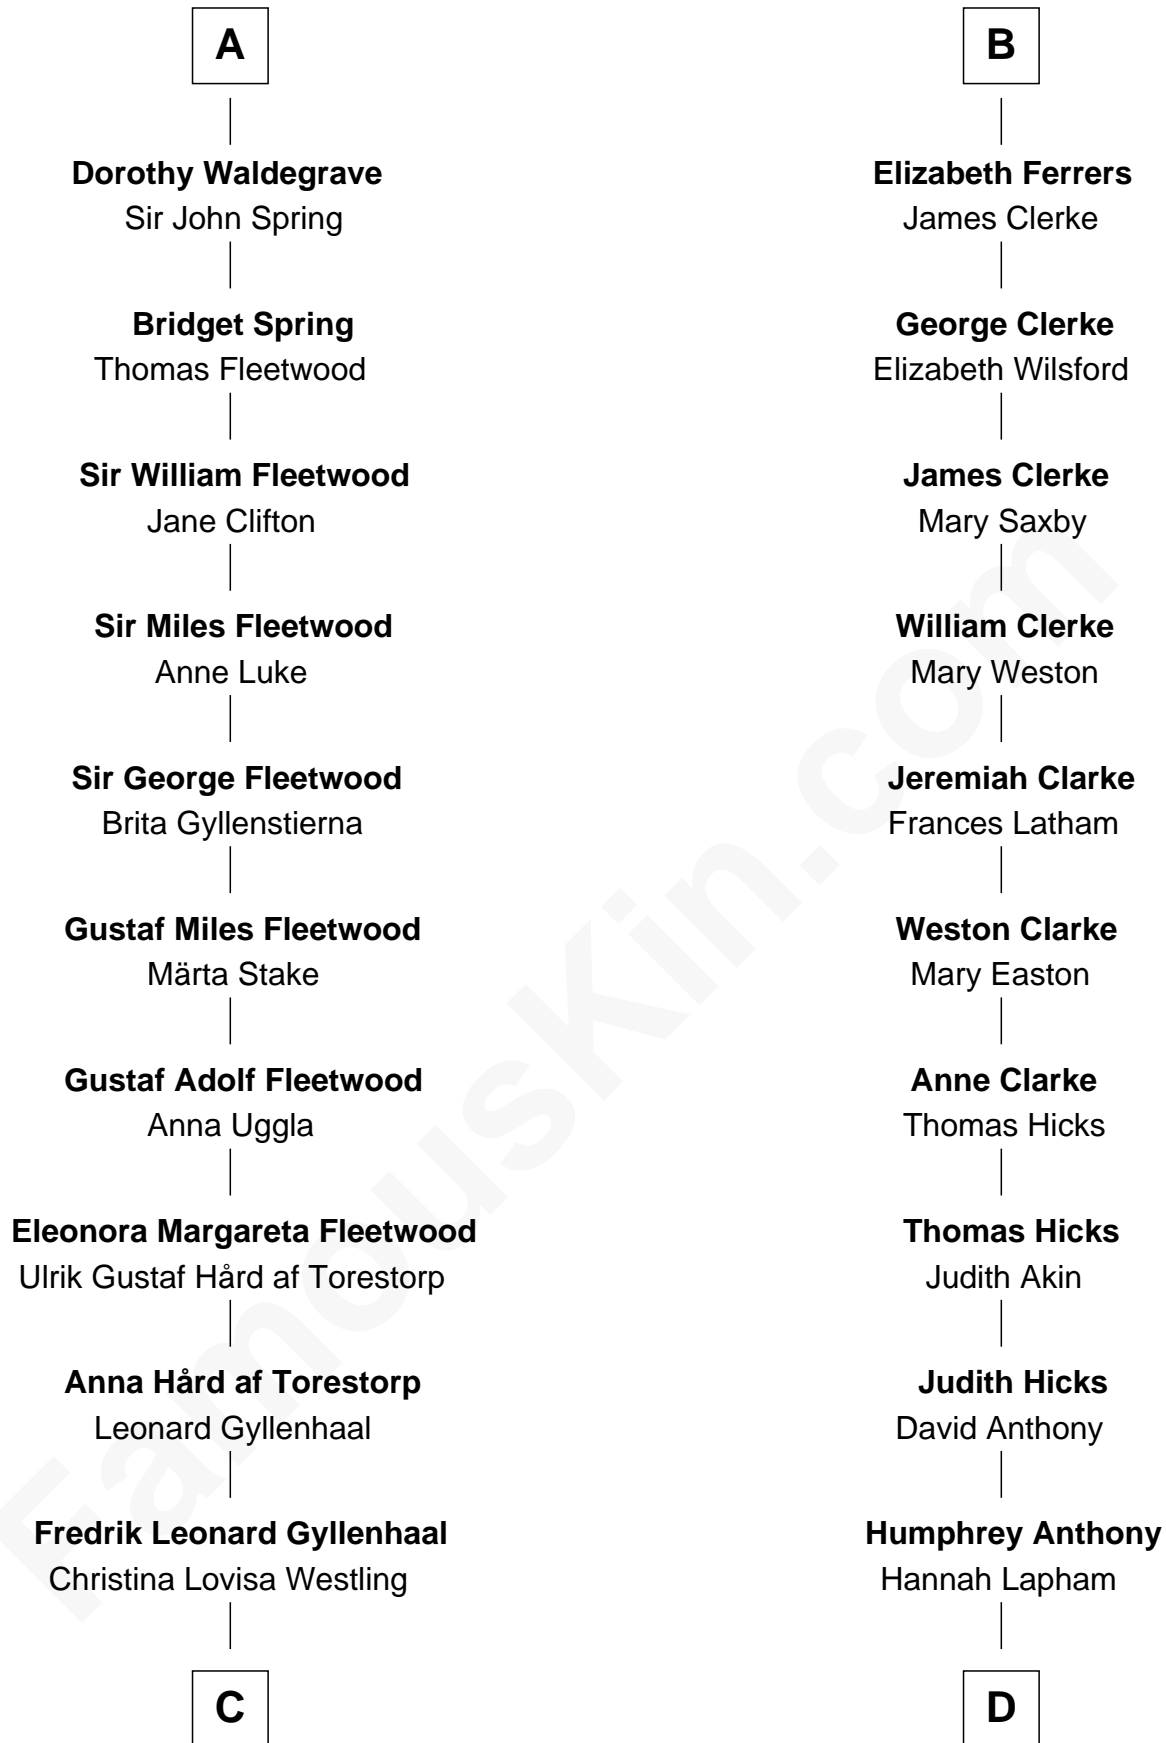 A
Dorothy Waldegrave
Sir John Spring
Bridget Spring
Thomas Fleetwood
Sir William Fleetwood
Jane Clifton
Sir Miles Fleetwood
Anne Luke
Sir George Fleetwood
Brita Gyllenstierna
Gustaf Miles Fleetwood
Märta Stake
Gustaf Adolf Fleetwood
Anna Uggla
Eleonora Margareta Fleetwood
Ulrik Gustaf Hård af Torestorp
Anna Hård af Torestorp
Leonard Gyllenhaal
Fredrik Leonard Gyllenhaal
Christina Lovisa Westling
C
B
Elizabeth Ferrers
James Clerke
George Clerke
Elizabeth Wilsford
James Clerke
Mary Saxby
William Clerke
Mary Weston
Jeremiah Clarke
Frances Latham
Weston Clarke
Mary Easton
Anne Clarke
Thomas Hicks
Thomas Hicks
Judith Akin
Judith Hicks
David Anthony
Humphrey Anthony
Hannah Lapham
D
FamousKin.com